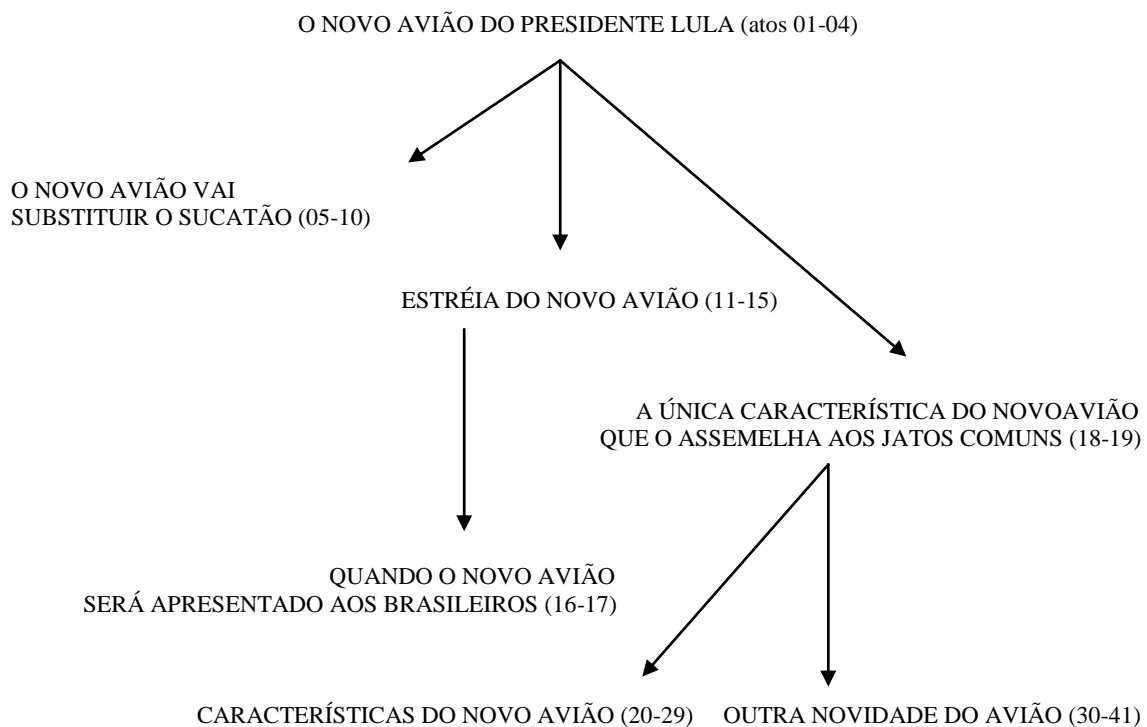 O NOVO AVIÃO DO PRESIDENTE LULA (atos 01-04)
O NOVO AVIÃO VAI
SUBSTITUIR O SUCATÃO (05-10)
ESTRÉIA DO NOVO AVIÃO (11-15)
A ÚNICA CARACTERÍSTICA DO NOVOAVIÃO
QUE O ASSEMELHA AOS JATOS COMUNS (18-19)
QUANDO O NOVO AVIÃO
SERÁ APRESENTADO AOS BRASILEIROS (16-17)
CARACTERÍSTICAS DO NOVO AVIÃO (20-29)
OUTRA NOVIDADE DO AVIÃO (30-41)